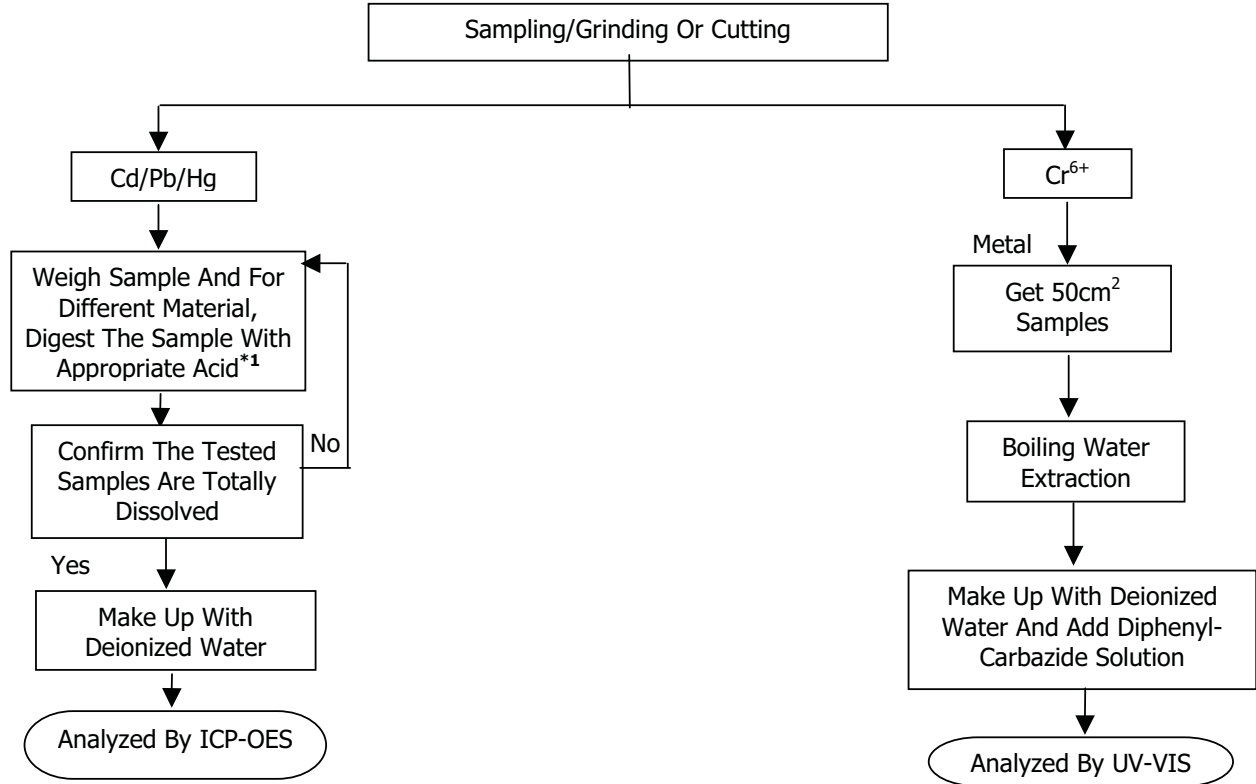 Sampling/Grinding Or Cutting
Cd/Pb/Hg
Weigh Sample And For
Different Material,
Digest The Sample With
Appropriate Acid*1
Confirm The Tested
Samples Are Totally
Dissolved
No
Yes
Make Up With
Deionized Water
Analyzed By ICP-OES
Cr6+
Metal
Get 50cm2
Samples
Boiling Water
Extraction
Make Up With Deionized
Water And Add Diphenyl-
Carbazide Solution
Analyzed By UV-VIS